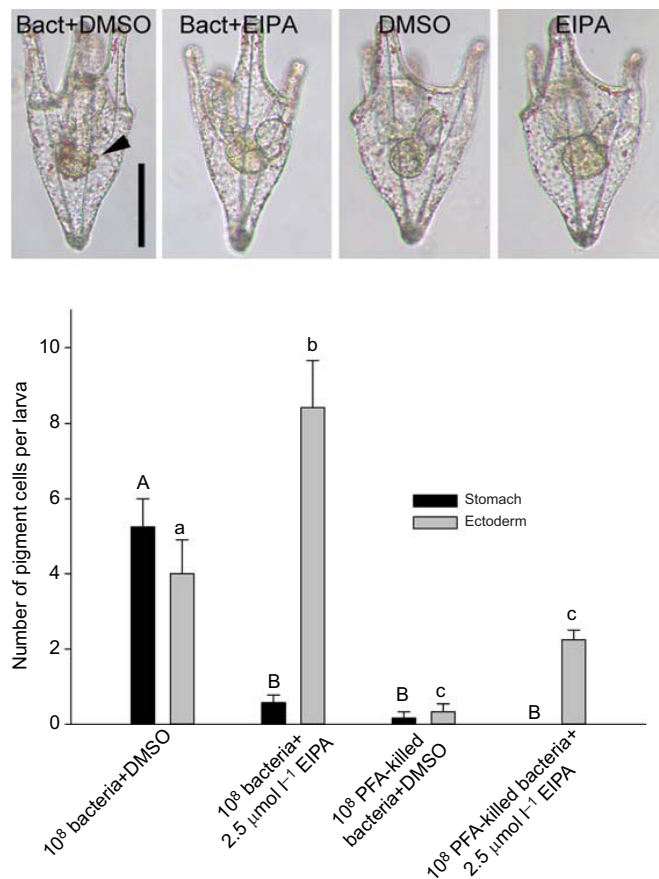 Bact+DMSO Bact+EIPA DMSO EIPA
Number of pigment cells per larva
10
8
6
4
2
0
A
a
B
b
B
c
B
c
Stomach
Ectoderm
10⁸ bacteria+DMSO
10⁸ bacteria+
2.5 μmol l⁻¹ EIPA
10⁸ PFA-killed
bacteria+DMSO
10⁸ PFA-killed bacteria+
2.5 μmol l⁻¹ EIPA